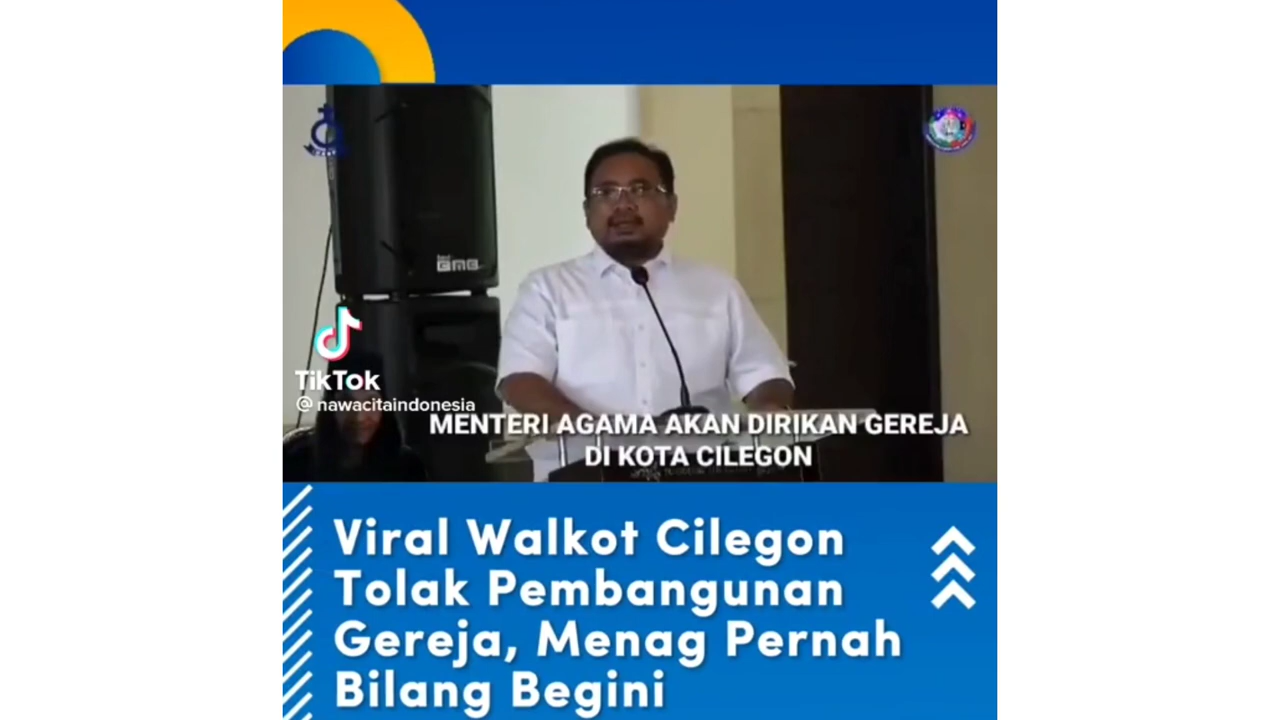 TikTok
@nawacitaindonesia
MENTERI AGAMA AKAN DIRIKAN GEREJA
DI KOTA CILEGON
Viral Walkot Cilegon
Tolak Pembangunan
Gereja, Menag Pernah
Bilang Begini